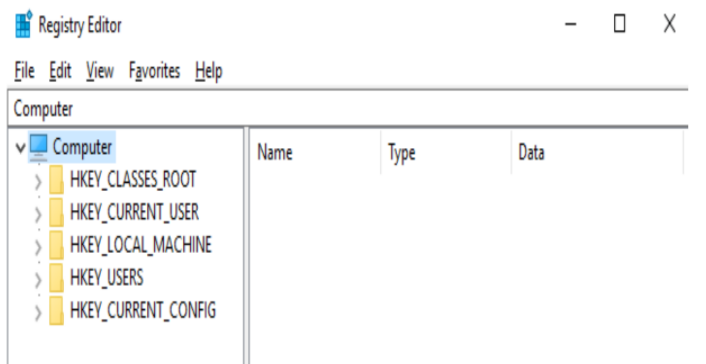 Registry Editor
File Edit View Favorites Help
Computer
Computer
HKEY_CLASSES_ROOT
HKEY_CURRENT_USER
HKEY_LOCAL_MACHINE
HKEY_USERS
HKEY_CURRENT_CONFIG
Name Type Data